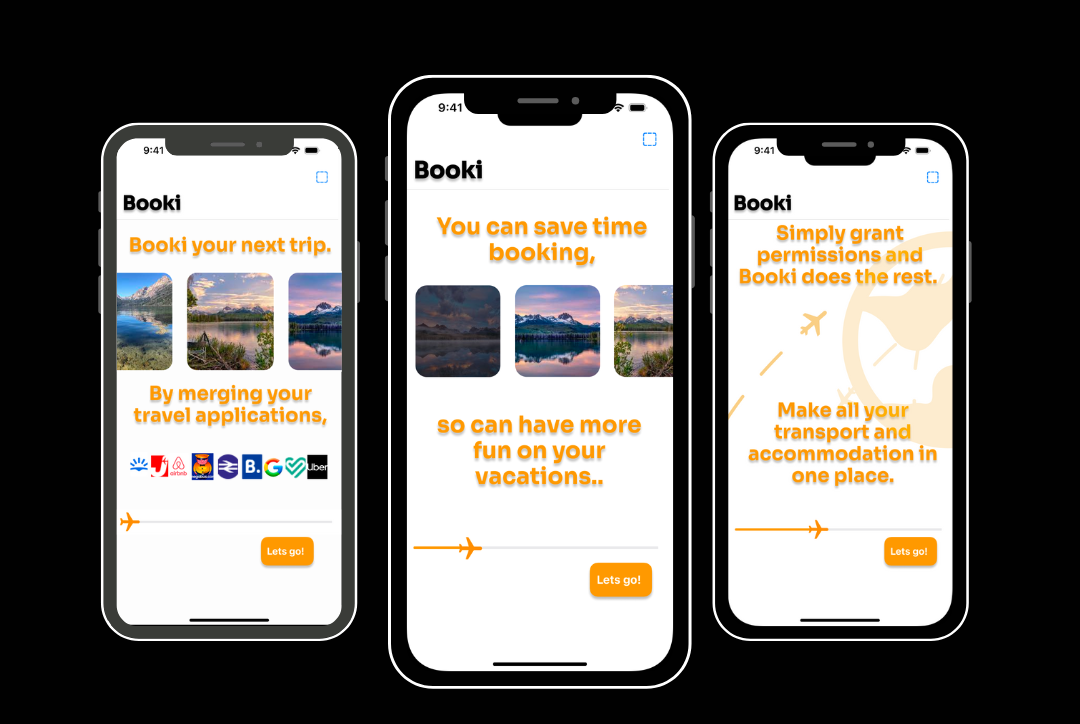 9:41
Booki
Booki your next trip.
By merging your
travel applications,
airbnb
B.
G
Uber
Lets go!
9:41
Booki
You can save time
booking,
so can have more
fun on your
vacations..
Lets go!
9:41
Booki
Simply grant
permissions and
Booki does the rest.
Make all your
transport and
accommodation in
one place.
Lets go!